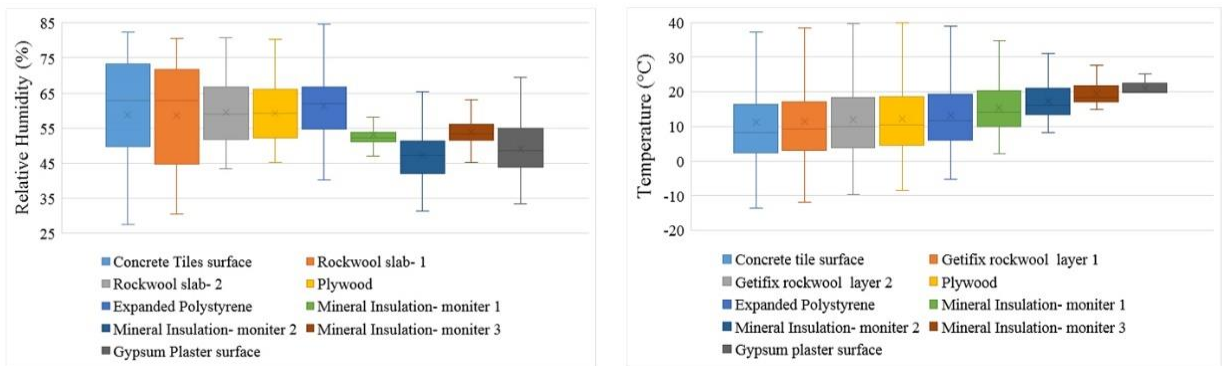 Relative Humidity (%)
85
75
65
55
45
35
25
Concrete Tiles surface
Rockwool slab- 1
Rockwool slab- 2
Plywood
Expanded Polystyrene
Mineral Insulation- moniter 1
Mineral Insulation- moniter 2
Mineral Insulation- moniter 3
Gypsum Plaster surface
Temperature (°C)
40
30
20
10
0
-10
-20
Concrete tile surface
Getifix rockwool layer 1
Getifix rockwool layer 2
Plywood
Expanded Polystyrene
Mineral Insulation- moniter 1
Mineral Insulation- moniter 2
Mineral Insulation- moniter 3
Gypsum plaster surface